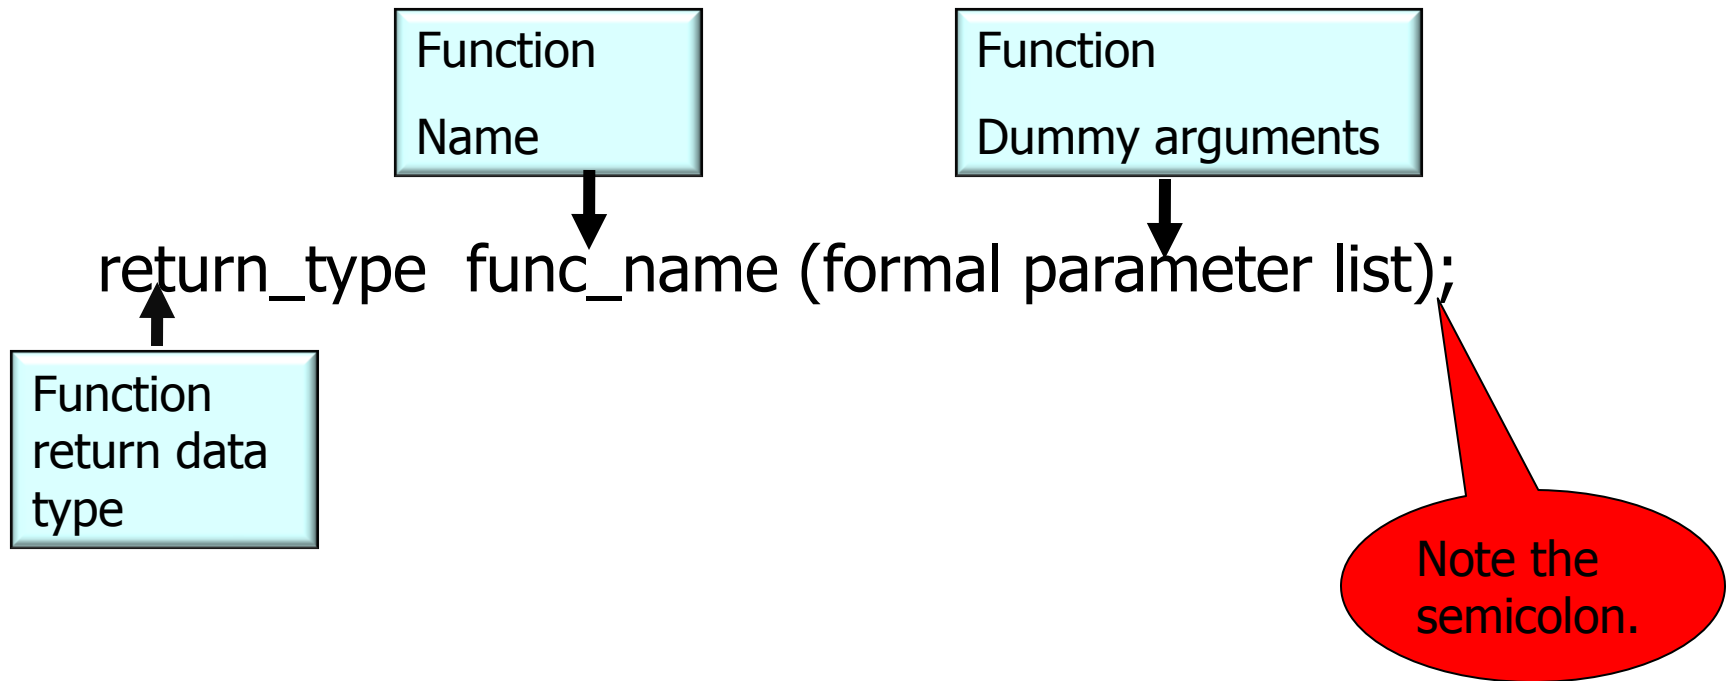 Function
Name
Function
Dummy arguments
return_type func_name (formal parameter list);
Function
return data
type
Note the
semicolon.